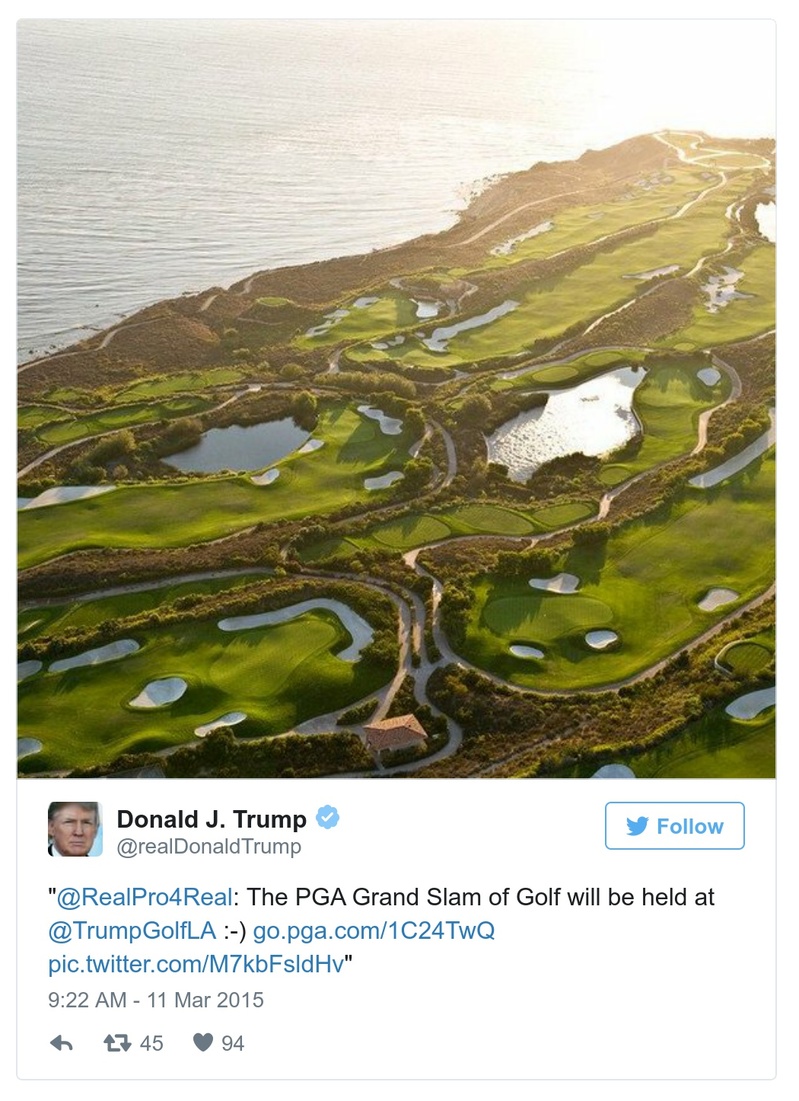 Donald J. Trump
@realDonaldTrump
Follow
"@RealPro4Real: The PGA Grand Slam of Golf will be held at
@TrumpGolfLA :-) go.pga.com/1C24TwQ
pic.twitter.com/M7kbFsldHv"
9:22 AM - 11 Mar 2015
45 94